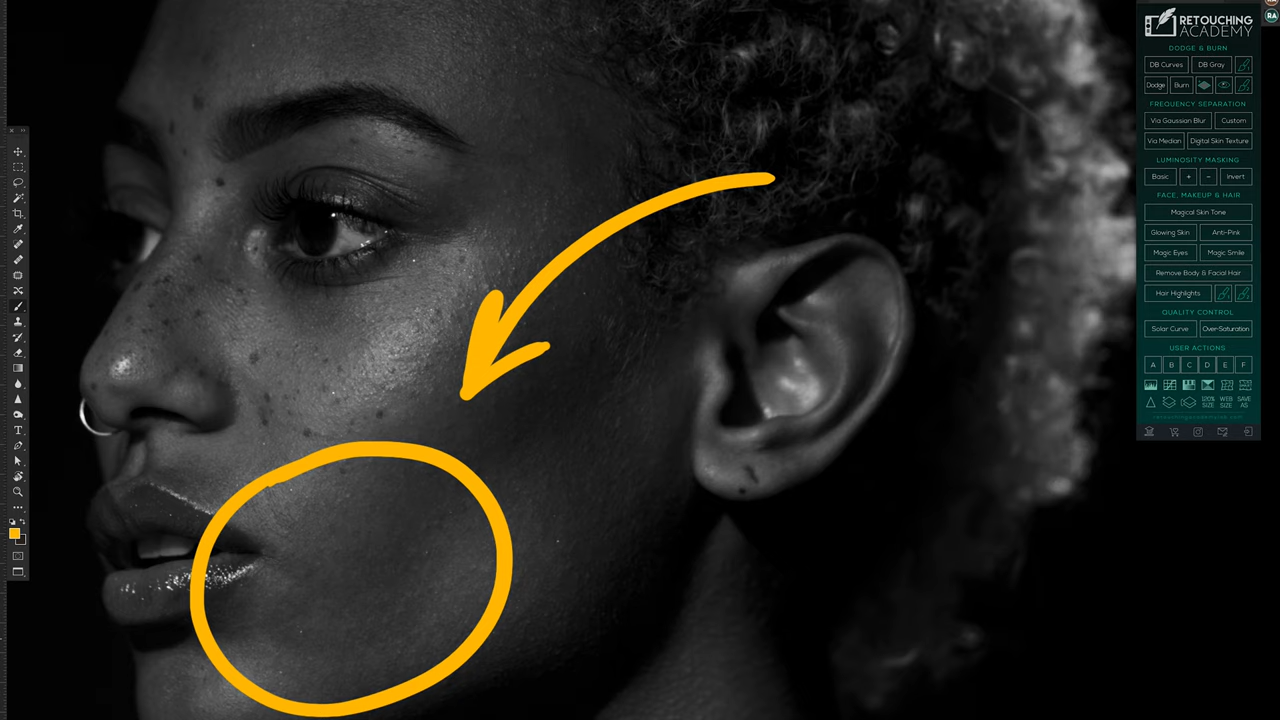 RA
RETOUCHING
ACADEMY
DODGE & BURN
DB Curves DB Gray
Dodge Burn
FREQUENCY SEPARATION
Via Gaussian Blur Custom
Via Median Digital Skin Texture
LUMINOSITY MASKING
Basic + − Invert
FACE, MAKEUP & HAIR
Magical Skin Tone
Glowing Skin Anti-Pink
Magic Eyes Magic Smile
Remove Body & Facial Hair
Hair Highlights
QUALITY CONTROL
Solar Curve Over-Saturation
USER ACTIONS
A B C D E F
120% SIZE WEB SIZE SAVE AS